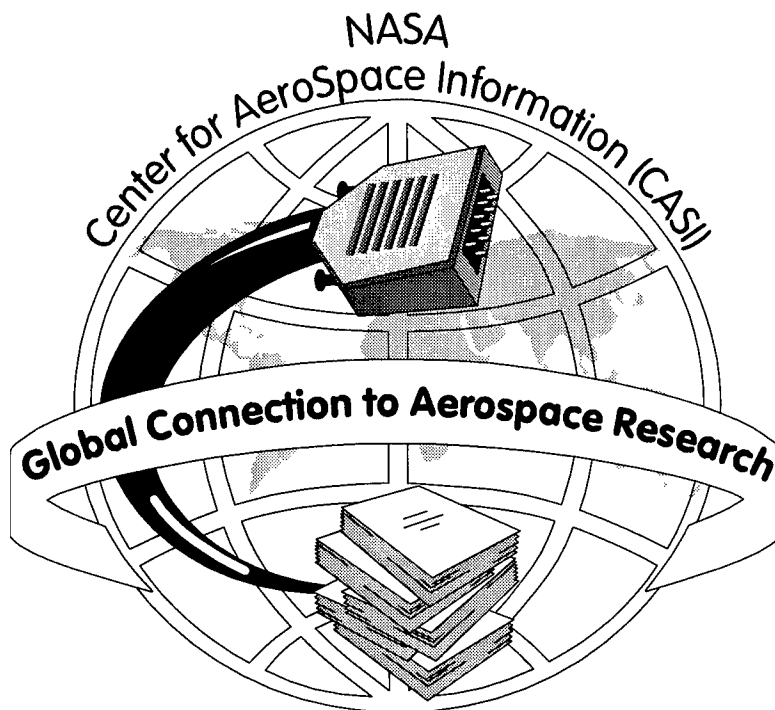 NASA
Center for AeroSpace Information (CASI)
Global Connection to Aerospace Research